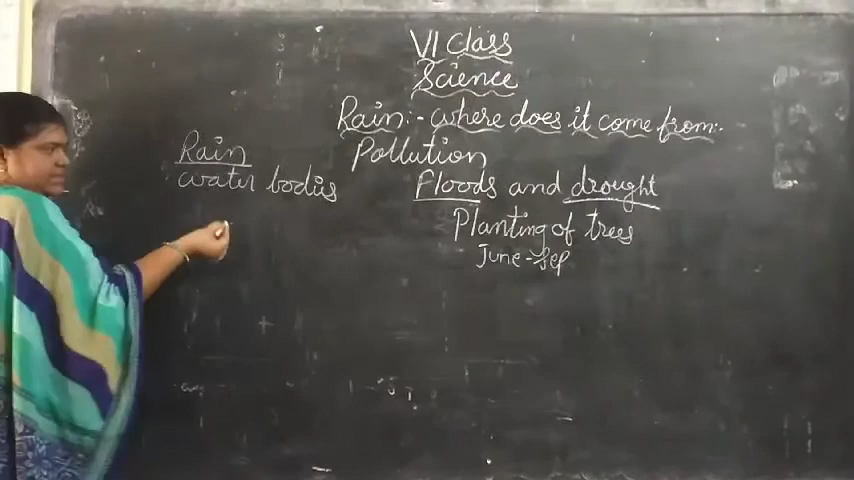 VI Class
Science
Rain:- where does it come from:-
Pollution
Rain
water bodies
Floods and drought
Planting of trees
June - Sep